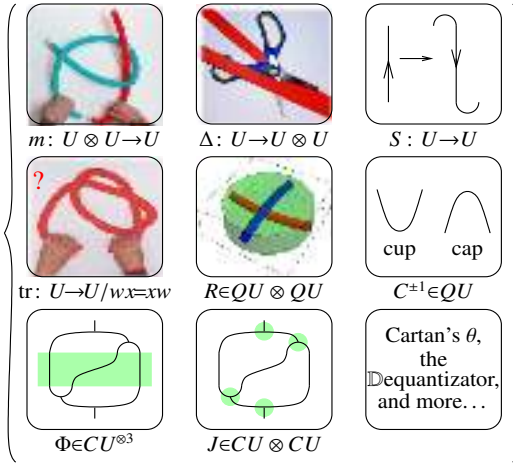 m: U ⊗ U→U
Δ: U→U ⊗ U
S: U→U
?
cup cap
tr: U→U/wx=xw
R∈QU ⊗ QU
C±1∈QU
Cartan's θ,
the
𝔻equantizator,
and more…
Φ∈CU⊗3
J∈CU ⊗ CU